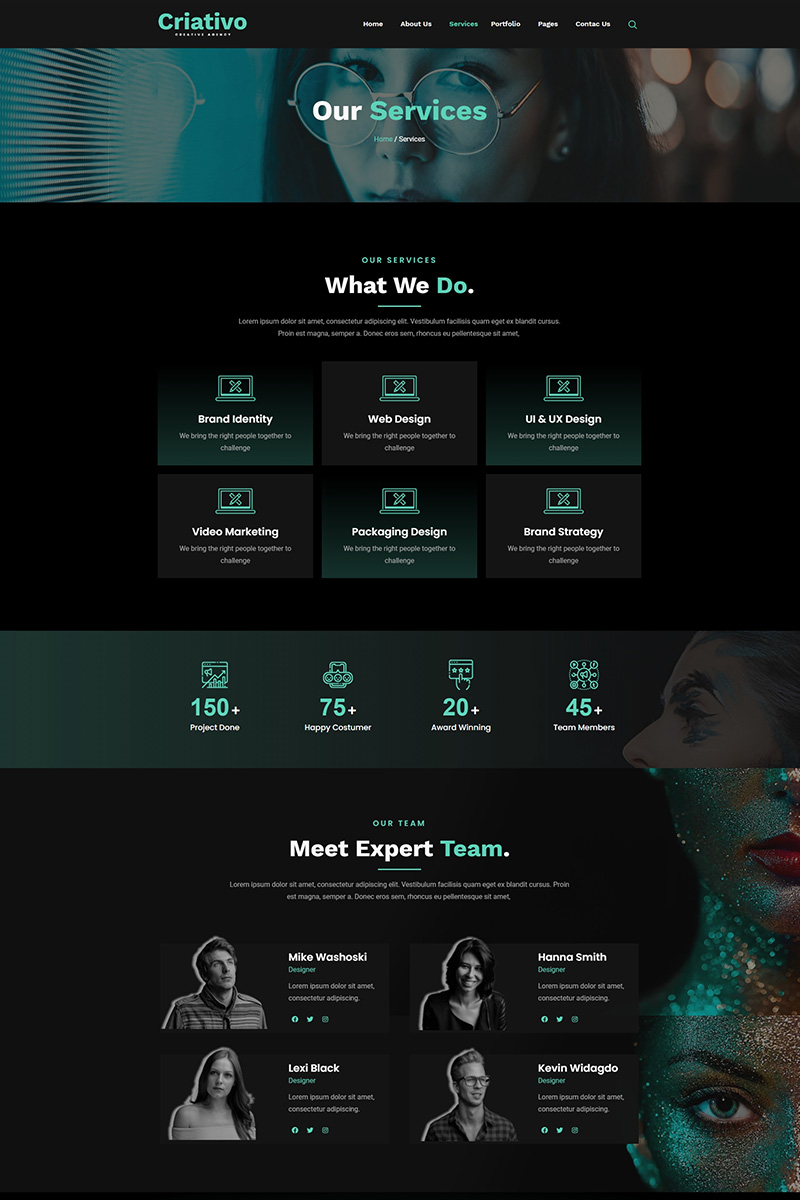 Criativo
CREATIVE AGENCY
Home About Us Services Portfolio Pages Contac Us
Our Services
Home / Services
OUR SERVICES
What We Do.
Lorem ipsum dolor sit amet, consectetur adipiscing elit. Vestibulum facilisis quam eget ex blandit cursus.
Proin est magna, semper a. Donec eros sem, rhoncus eu pellentesque sit amet,
Brand Identity
We bring the right people together to
challenge
Web Design
We bring the right people together to
challenge
UI & UX Design
We bring the right people together to
challenge
Video Marketing
We bring the right people together to
challenge
Packaging Design
We bring the right people together to
challenge
Brand Strategy
We bring the right people together to
challenge
150+
Project Done
75+
Happy Costumer
20+
Award Winning
45+
Team Members
OUR TEAM
Meet Expert Team.
Lorem ipsum dolor sit amet, consectetur adipiscing elit. Vestibulum facilisis quam eget ex blandit cursus. Proin
est magna, semper a. Donec eros sem, rhoncus eu pellentesque sit amet,
Mike Washoski
Designer
Lorem ipsum dolor sit amet,
consectetur adipiscing.
Hanna Smith
Designer
Lorem ipsum dolor sit amet,
consectetur adipiscing.
Lexi Black
Designer
Lorem ipsum dolor sit amet,
consectetur adipiscing.
Kevin Widagdo
Designer
Lorem ipsum dolor sit amet,
consectetur adipiscing.